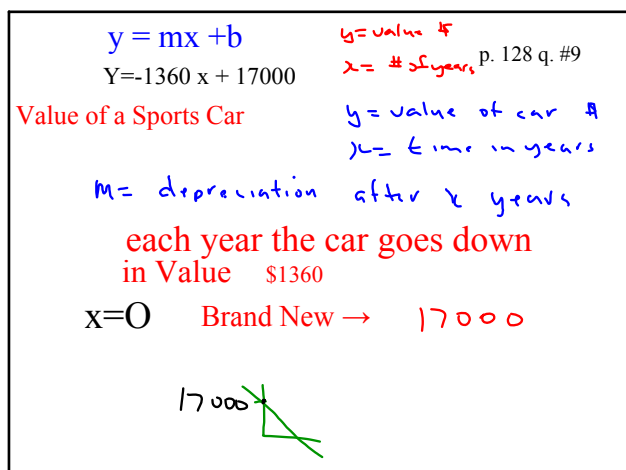 y = mx +b
y=value $
Y=-1360 x + 17000
x= # of years
p. 128 q. #9
Value of a Sports Car
y= value of car $
x= time in years
m= depreciation after x years
each year the car goes down
in Value $1360
x=O Brand New → 17000
17000